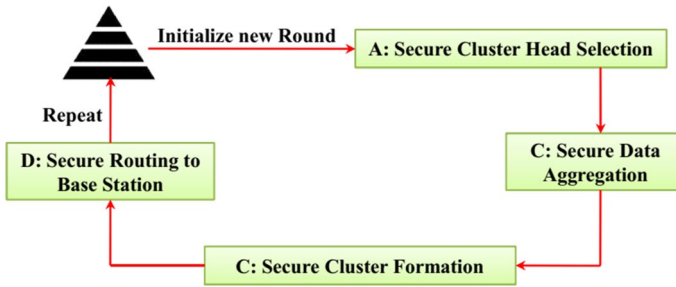 Initialize new Round
A: Secure Cluster Head Selection
Repeat
D: Secure Routing to
Base Station
C: Secure Data
Aggregation
C: Secure Cluster Formation